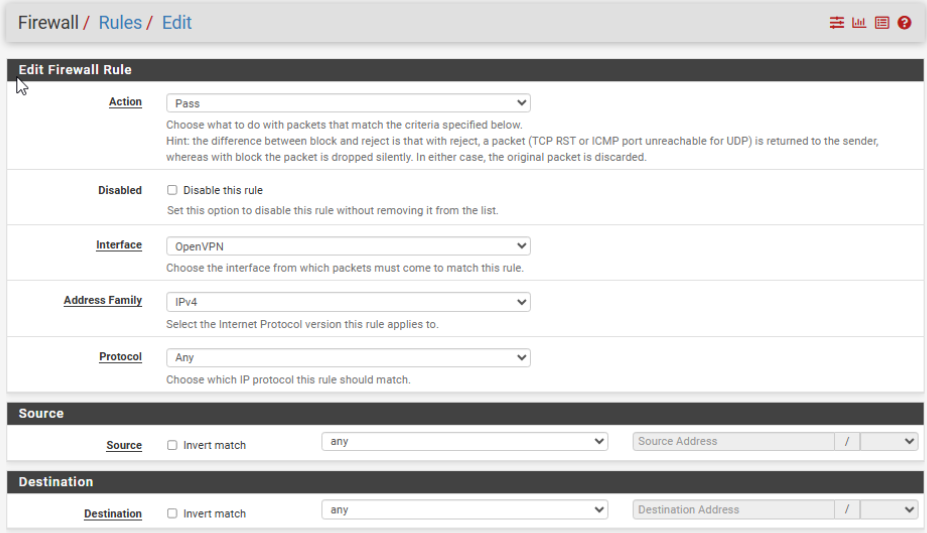 Firewall / Rules / Edit
Edit Firewall Rule
Action
Pass
Choose what to do with packets that match the criteria specified below.
Hint: the difference between block and reject is that with reject, a packet (TCP RST or ICMP port unreachable for UDP) is returned to the sender,
whereas with block the packet is dropped silently. In either case, the original packet is discarded.
Disabled
Disable this rule
Set this option to disable this rule without removing it from the list.
Interface
OpenVPN
Choose the interface from which packets must come to match this rule.
Address Family
IPv4
Select the Internet Protocol version this rule applies to.
Protocol
Any
Choose which IP protocol this rule should match.
Source
Source Invert match any Source Address /
Destination
Destination Invert match any Destination Address /